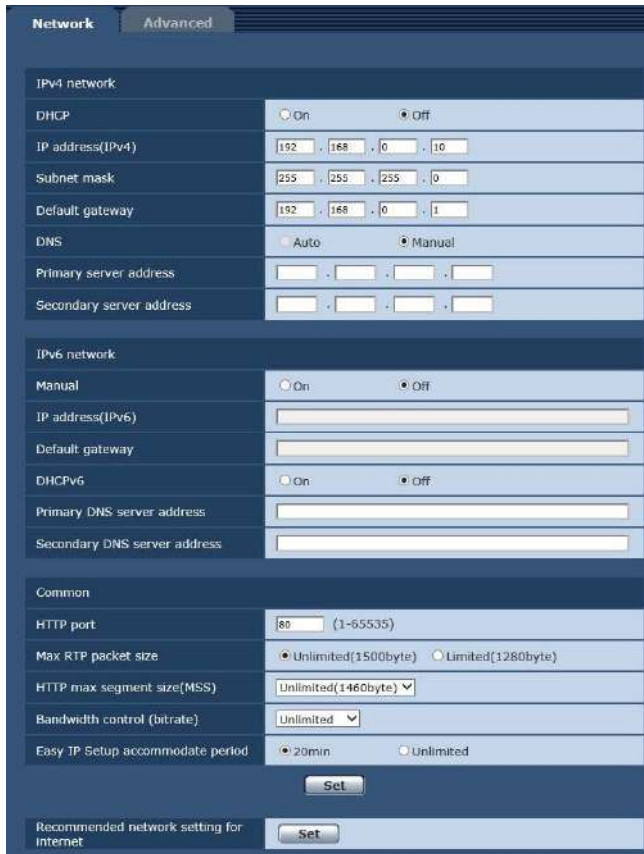 Network Advanced
IPv4 network
DHCP On Off
IP address(IPv4) 192 . 168 . 0 . 10
Subnet mask 255 . 255 . 255 . 0
Default gateway 192 . 168 . 0 . 1
DNS Auto Manual
Primary server address . . .
Secondary server address . . .
IPv6 network
Manual On Off
IP address(IPv6)
Default gateway
DHCPv6 On Off
Primary DNS server address
Secondary DNS server address
Common
HTTP port 80 (1-65535)
Max RTP packet size Unlimited(1500byte) Limited(1280byte)
HTTP max segment size(MSS) Unlimited(1460byte)
Bandwidth control (bitrate) Unlimited
Easy IP Setup accommodate period 20min Unlimited
Set
Recommended network setting for
internet
Set